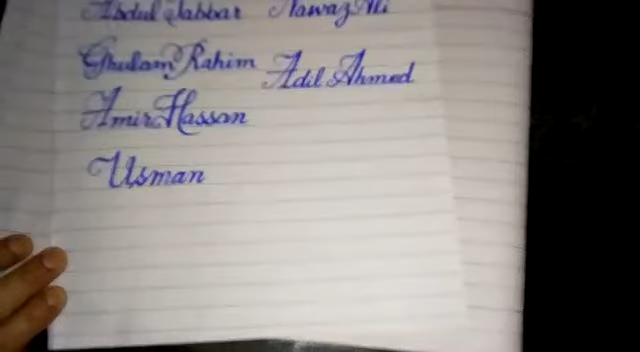 Abdul Jabbar Nawaz Ali
Ghulam Rahim Adil Ahmed
Amir Hassan
Usman